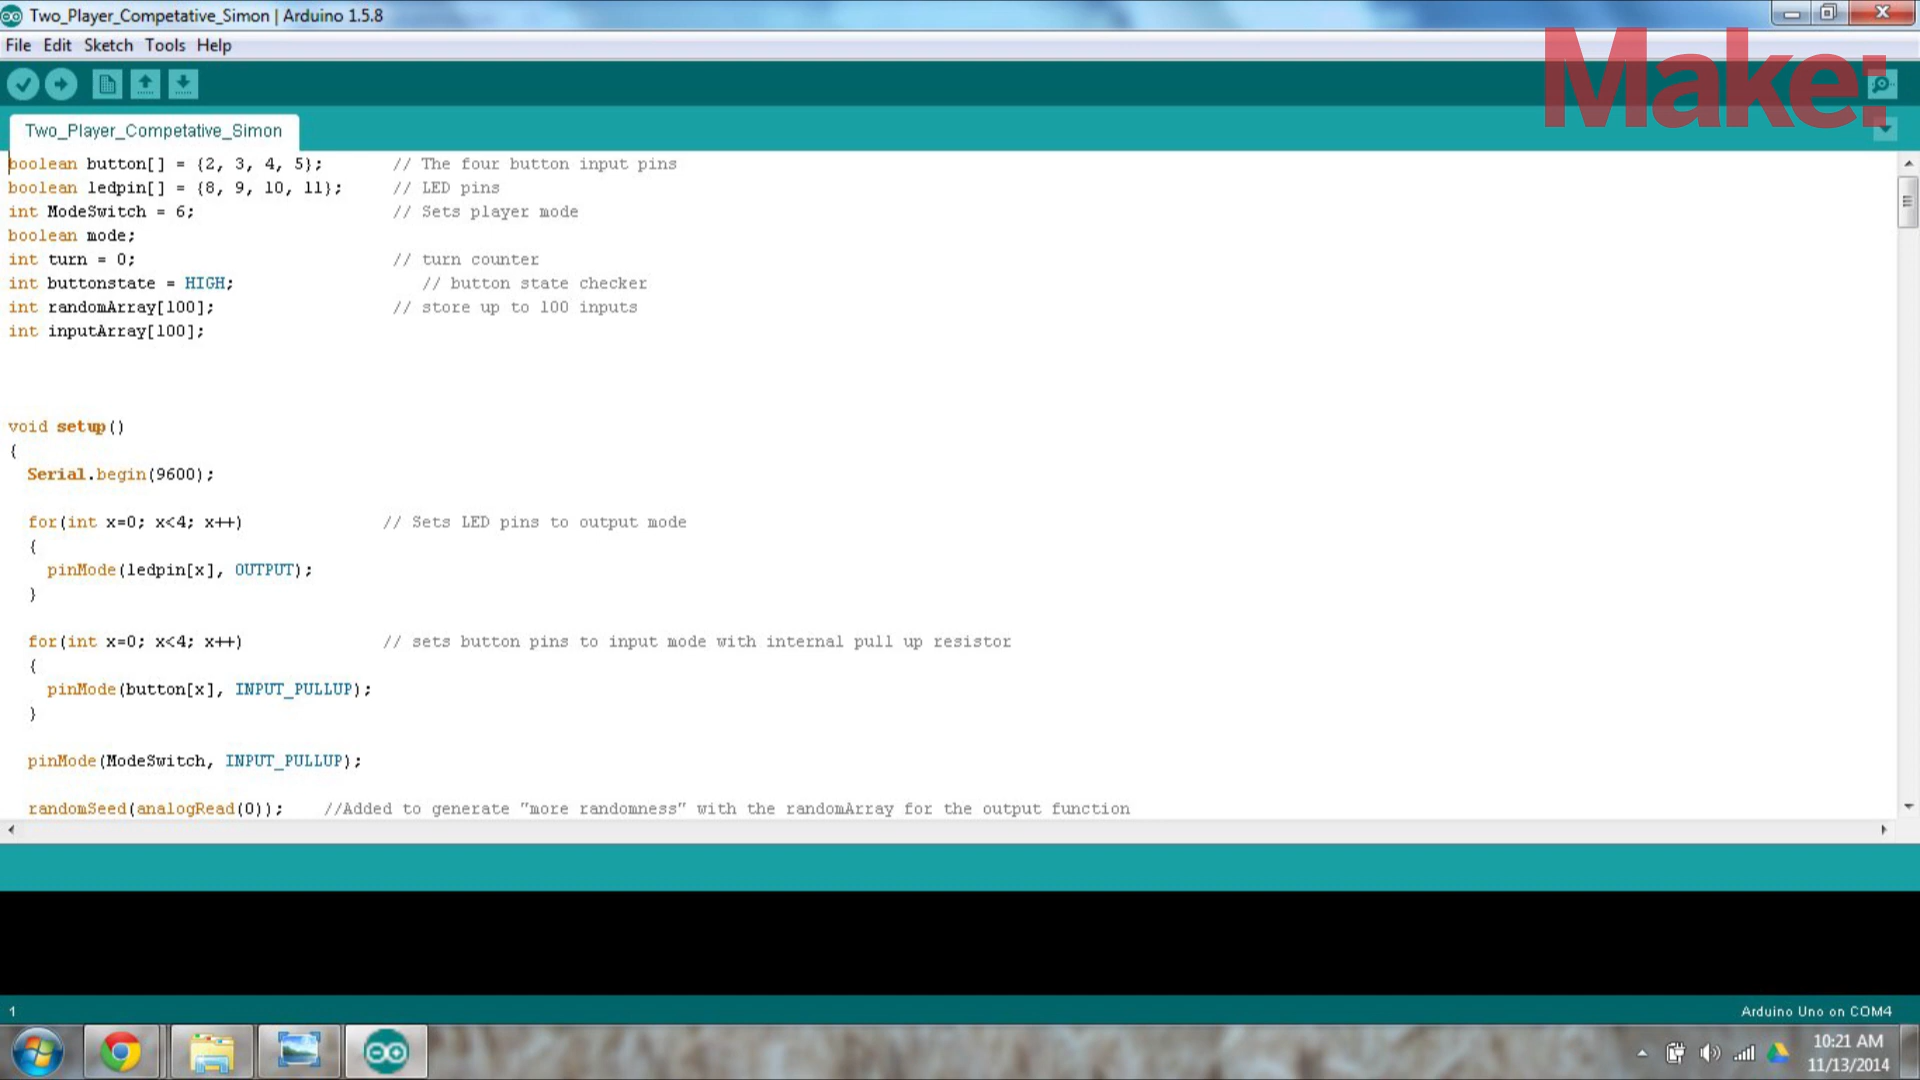 Two_Player_Competative_Simon | Arduino 1.5.8
File Edit Sketch Tools Help
Make:
Two_Player_Competative_Simon
boolean button[] = {2, 3, 4, 5}; // The four button input pins
boolean ledpin[] = {8, 9, 10, 11}; // LED pins
int ModeSwitch = 6; // Sets player mode
boolean mode;
int turn = 0; // turn counter
int buttonstate = HIGH; // button state checker
int randomArray[100]; // store up to 100 inputs
int inputArray[100];
void setup()
{
Serial.begin(9600);
for(int x=0; x<4; x++) // Sets LED pins to output mode
{
pinMode(ledpin[x], OUTPUT);
}
for(int x=0; x<4; x++) // sets button pins to input mode with internal pull up resistor
{
pinMode(button[x], INPUT_PULLUP);
}
pinMode(ModeSwitch, INPUT_PULLUP);
randomSeed(analogRead(0)); //Added to generate "more randomness" with the randomArray for the output function
1
Arduino Uno on COM4
10:21 AM
11/13/2014